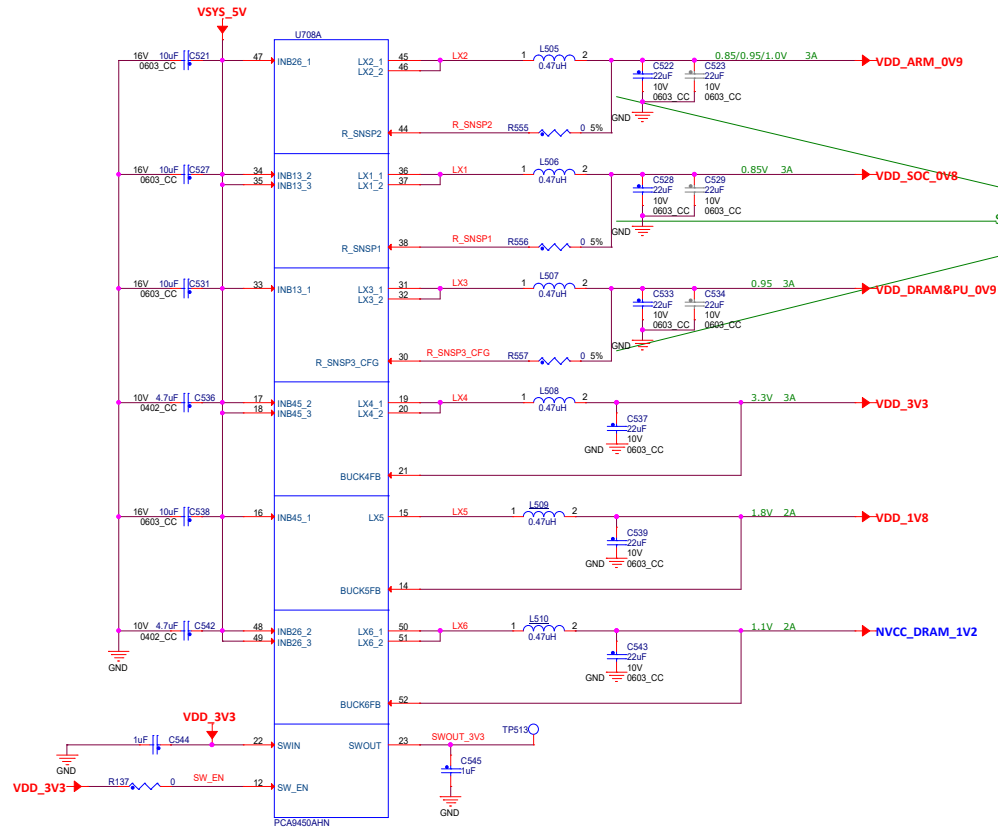 VSYS_5V
U708A
16V 10uF C521
0603_CC
47 INB26_1
LX2_1 45 LX2
LX2_2 46
1 L505 2
0.47uH
0.85/0.95/1.0V 3A
VDD_ARM_0V9
C522 C523
22uF 22uF
10V 10V
0603_CC 0603_CC
GND
R_SNSP2 44 R_SNSP2 R555 0 5%
16V 10uF C527
0603_CC
34 INB13_2
35 INB13_3
LX1_1 36 LX1
LX1_2 37
1 L506 2
0.47uH
0.85V 3A
VDD_SOC_0V8
C528 C529
22uF 22uF
10V 10V
0603_CC 0603_CC
GND
S
R_SNSP1 38 R_SNSP1 R556 0 5%
16V 10uF C531
0603_CC
33 INB13_1
LX3_1 31 LX3
LX3_2 32
1 L507 2
0.47uH
0.95 3A
VDD_DRAM&PU_0V9
C533 C534
22uF 22uF
10V 10V
0603_CC 0603_CC
GND
R_SNSP3_CFG 30 R_SNSP3_CFG R557 0 5%
10V 4.7uF C536
0402_CC
17 INB45_2
18 INB45_3
LX4_1 19 LX4
LX4_2 20
1 L508 2
0.47uH
3.3V 3A
VDD_3V3
C537
22uF
10V
0603_CC
GND
BUCK4FB 21
16V 10uF C538
0603_CC
16 INB45_1
LX5 15 LX5
1 L509 2
0.47uH
1.8V 2A
VDD_1V8
C539
22uF
10V
0603_CC
GND
BUCK5FB 14
10V 4.7uF C542
0402_CC
48 INB26_2
49 INB26_3
LX6_1 50 LX6
LX6_2 51
1 L510 2
0.47uH
1.1V 2A
NVCC_DRAM_1V2
C543
22uF
10V
0603_CC
GND
GND
BUCK6FB 52
VDD_3V3
1uF C544
GND
22 SWIN
SWOUT 23 SWOUT_3V3
TP513
C545
1uF
GND
VDD_3V3 R137 0 SW_EN 12 SW_EN
PCA9450AHN